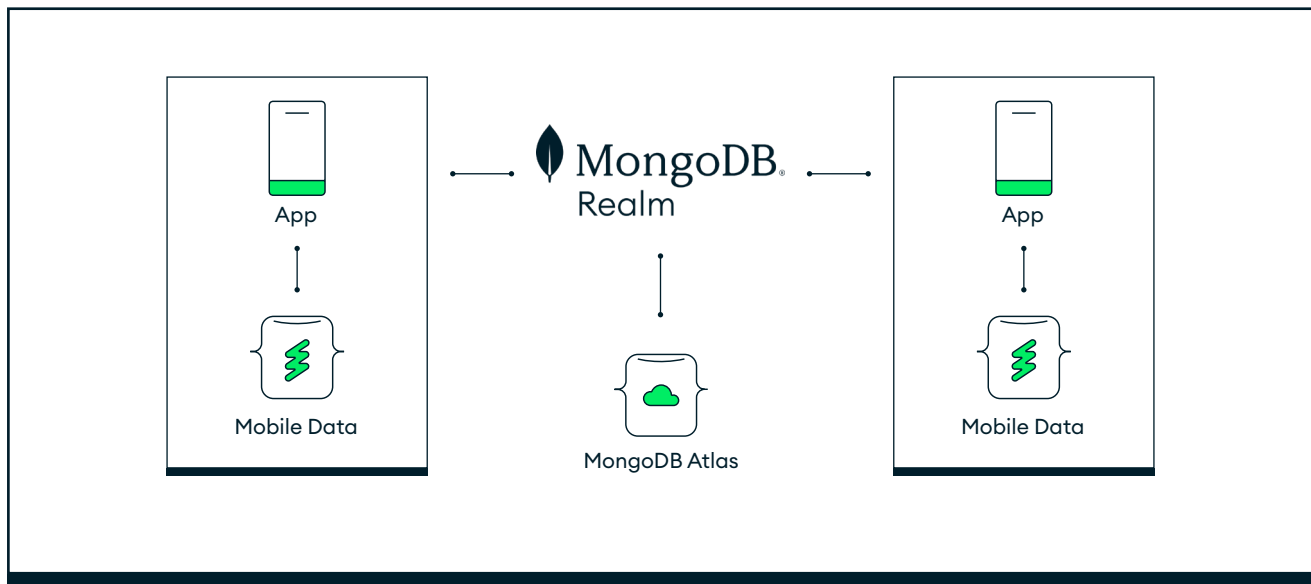 App
Mobile Data
MongoDB®
Realm
MongoDB Atlas
App
Mobile Data